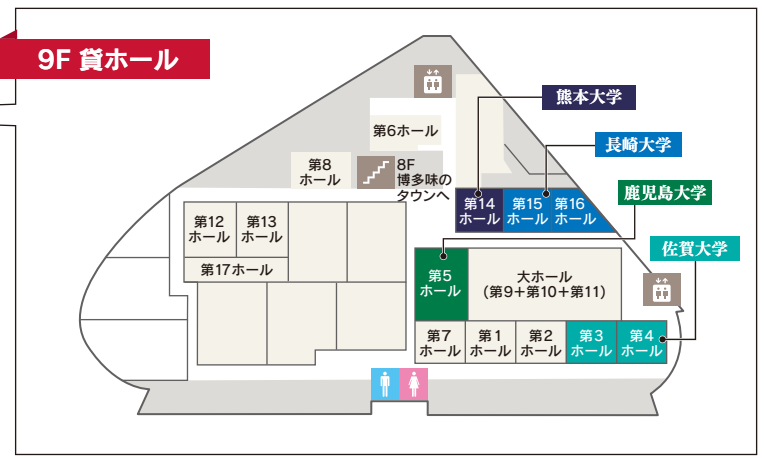 9F 貸ホール
熊本大学
長崎大学
鹿児島大学
佐賀大学
第6ホール
第8
ホール
8F
博多味の
タウンへ
第14
ホール
第15
ホール
第16
ホール
第12
ホール
第13
ホール
第17ホール
第5
ホール
大ホール
(第9+第10+第11)
第7
ホール
第1
ホール
第2
ホール
第3
ホール
第4
ホール